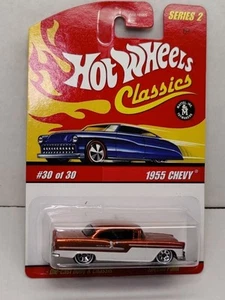 SERIES 2
Hot Wheels
Classics
#30 of 30
1955 CHEVY